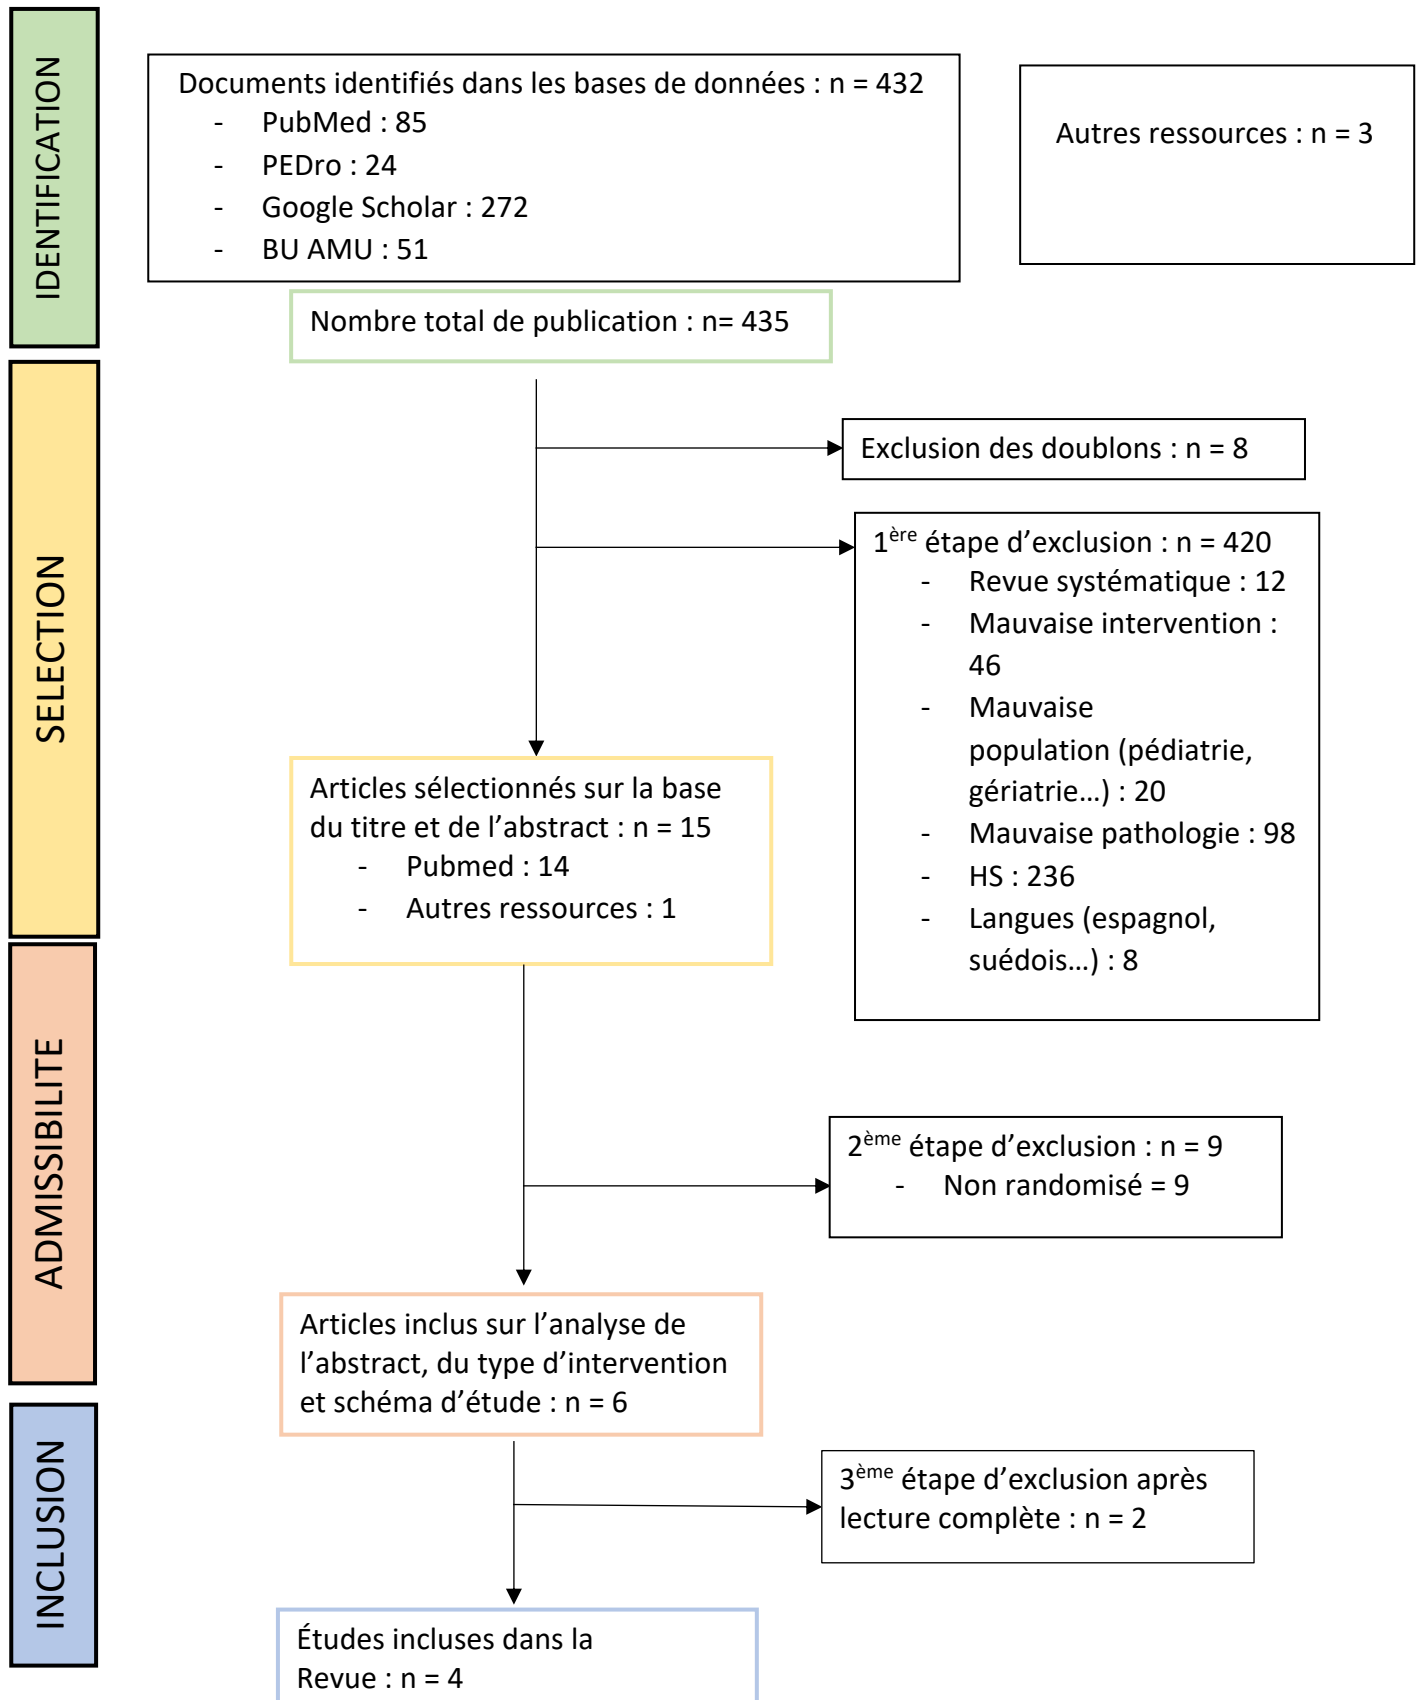 IDENTIFICATION
Documents identifiés dans les bases de données : n = 432
- PubMed : 85
- PEDro : 24
- Google Scholar : 272
- BU AMU : 51
Autres ressources : n = 3
Nombre total de publication : n= 435
SELECTION
Exclusion des doublons : n = 8
1ère étape d’exclusion : n = 420
- Revue systématique : 12
- Mauvaise intervention :
46
- Mauvaise
population (pédiatrie,
gériatrie…) : 20
- Mauvaise pathologie : 98
- HS : 236
- Langues (espagnol,
suédois…) : 8
Articles sélectionnés sur la base
du titre et de l’abstract : n = 15
- Pubmed : 14
- Autres ressources : 1
ADMISSIBILITE
2ème étape d’exclusion : n = 9
- Non randomisé = 9
Articles inclus sur l’analyse de
l’abstract, du type d’intervention
et schéma d’étude : n = 6
INCLUSION
3ème étape d’exclusion après
lecture complète : n = 2
Études incluses dans la
Revue : n = 4